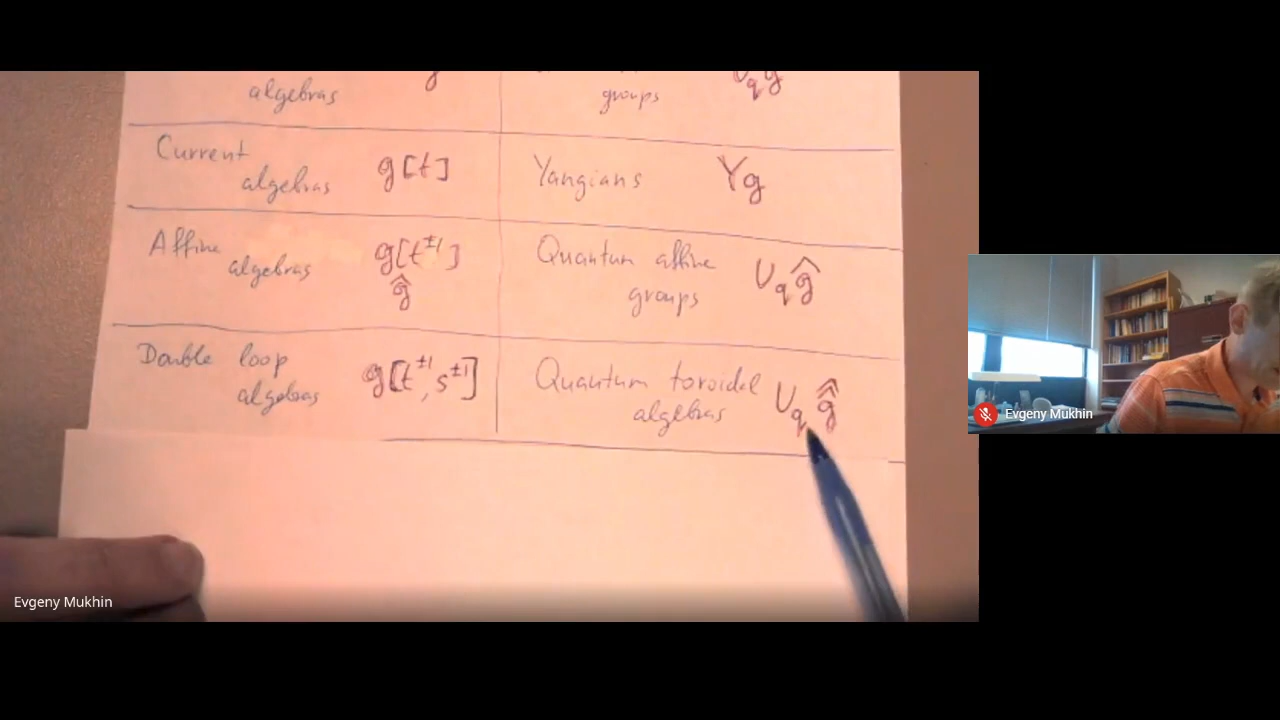 algebras g groups U_q g
Current algebras g[t] Yangians Yg
Affine algebras g[t^{±1}] ĝ Quantum affine groups U_q ĝ
Double loop algebras g[t^{±1}, s^{±1}] Quantum toroidal algebras U_q g^^
Evgeny Mukhin
Evgeny Mukhin